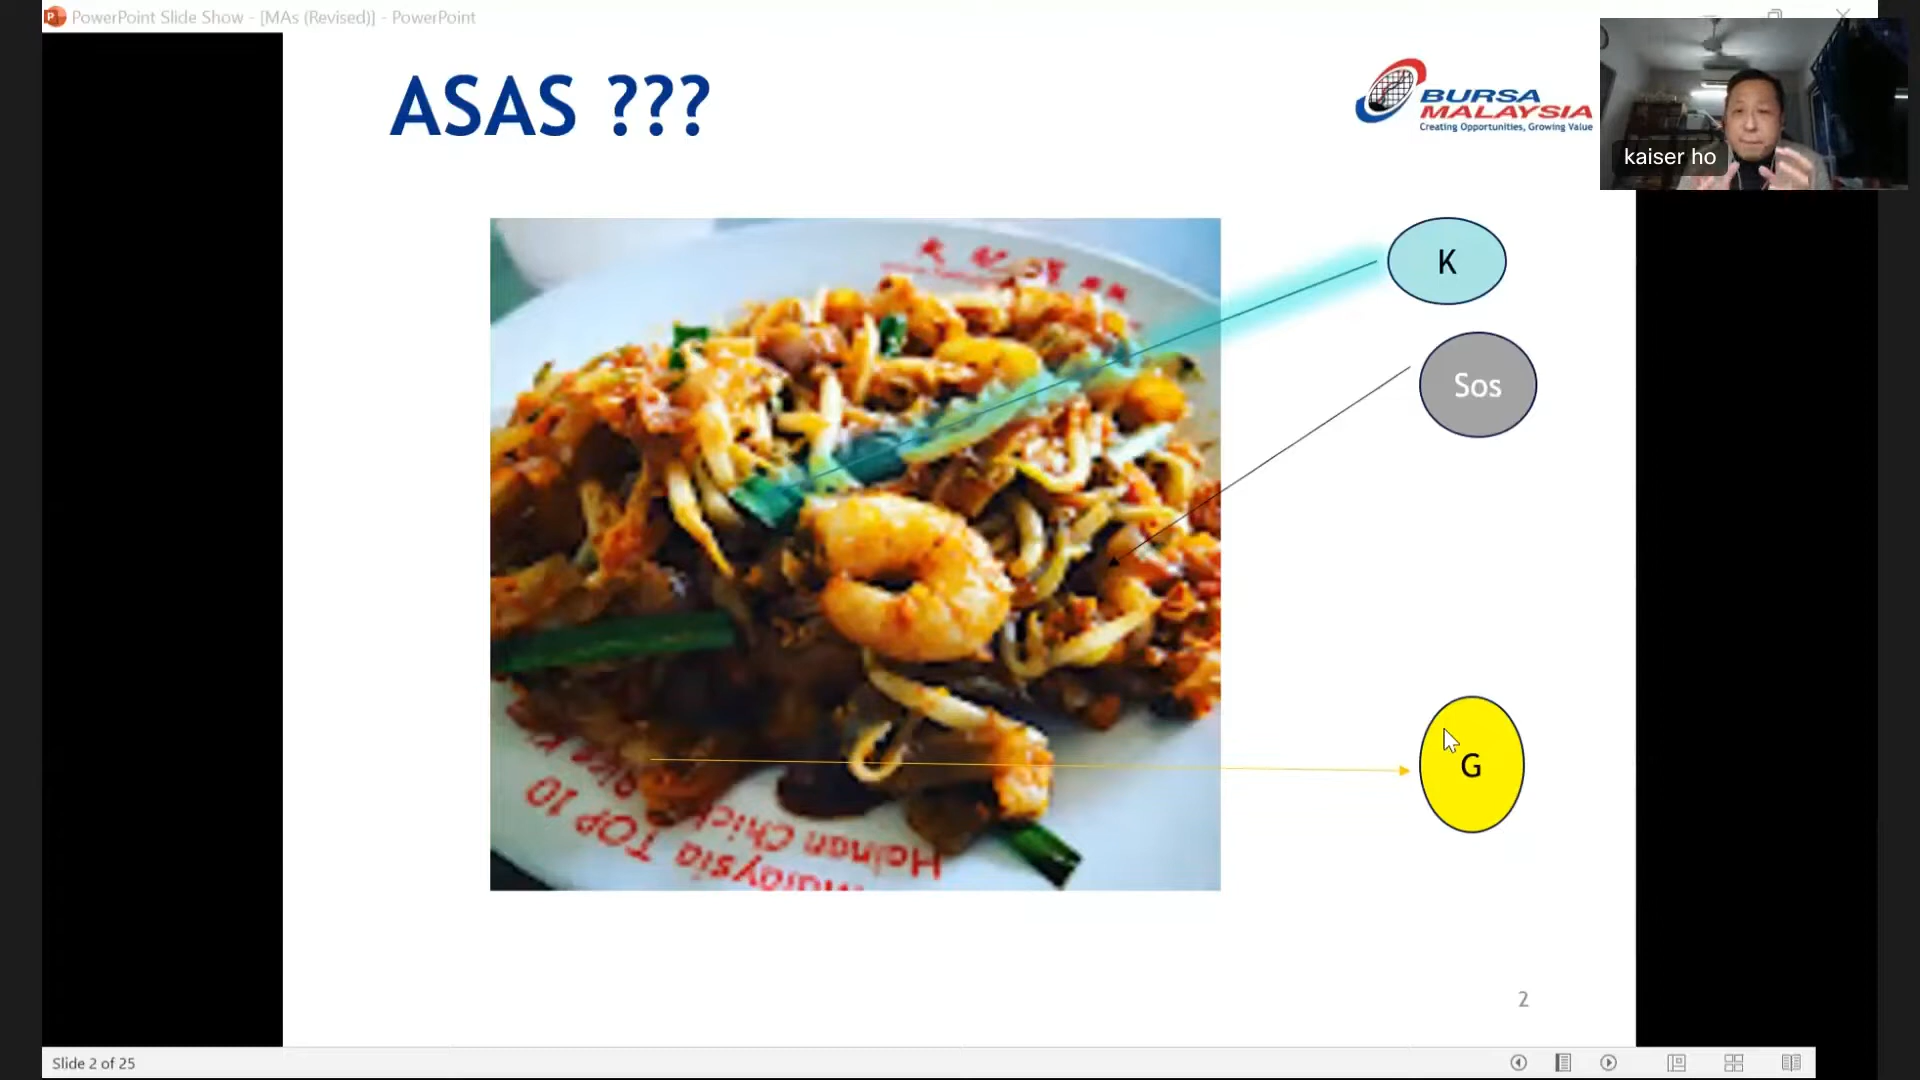 PowerPoint Slide Show - [MAs (Revised)] - PowerPoint
ASAS ???
BURSA
MALAYSIA
Creating Opportunities, Growing Value
kaiser ho
K
Sos
G
TOP 10
Malaysia
Hainan Chick
2
Slide 2 of 25